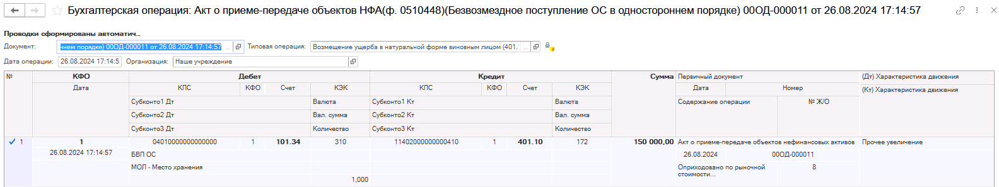 Бухгалтерская операция: Акт о приеме-передаче объектов НФА(ф. 0510448)(Безвозмездное поступление ОС в одностороннем порядке) 00ОД-000011 от 26.08.2024 17:14:57
Проводки сформированы автоматич...
Документ: ннем порядке) 00ОД-000011 от 26.08.2024 17:14:57 ... Типовая операция: Возмещение ущерба в натуральной форме виновным лицом (401.1 ...
Дата операции: 26.08.2024 17:14:5 Организация: Наше учреждение
№ КФО Дебет Кредит Сумма Первичный документ (Дт) Характеристика движения
Дата КПС КФО Счет КЭК КПС КФО Счет КЭК Дата Номер (Кт) Характеристика движения
Субконто1 Дт Валюта Субконто1 Кт Валюта Содержание операции № Ж/О
Субконто2 Дт Вал. сумма Субконто2 Кт Вал. сумма
Субконто3 Дт Количество Субконто3 Кт Количество
1 1 04010000000000000 1 101.34 310 11402000000000410 1 401.10 172 150 000,00 Акт о приеме-передаче объектов нефинансовых активов Прочее увеличение
26.08.2024 17:14:57 БВП ОС 26.08.2024 00ОД-000011
МОЛ - Место хранения Оприходовано по рыночной 8
стоимости...
1,000